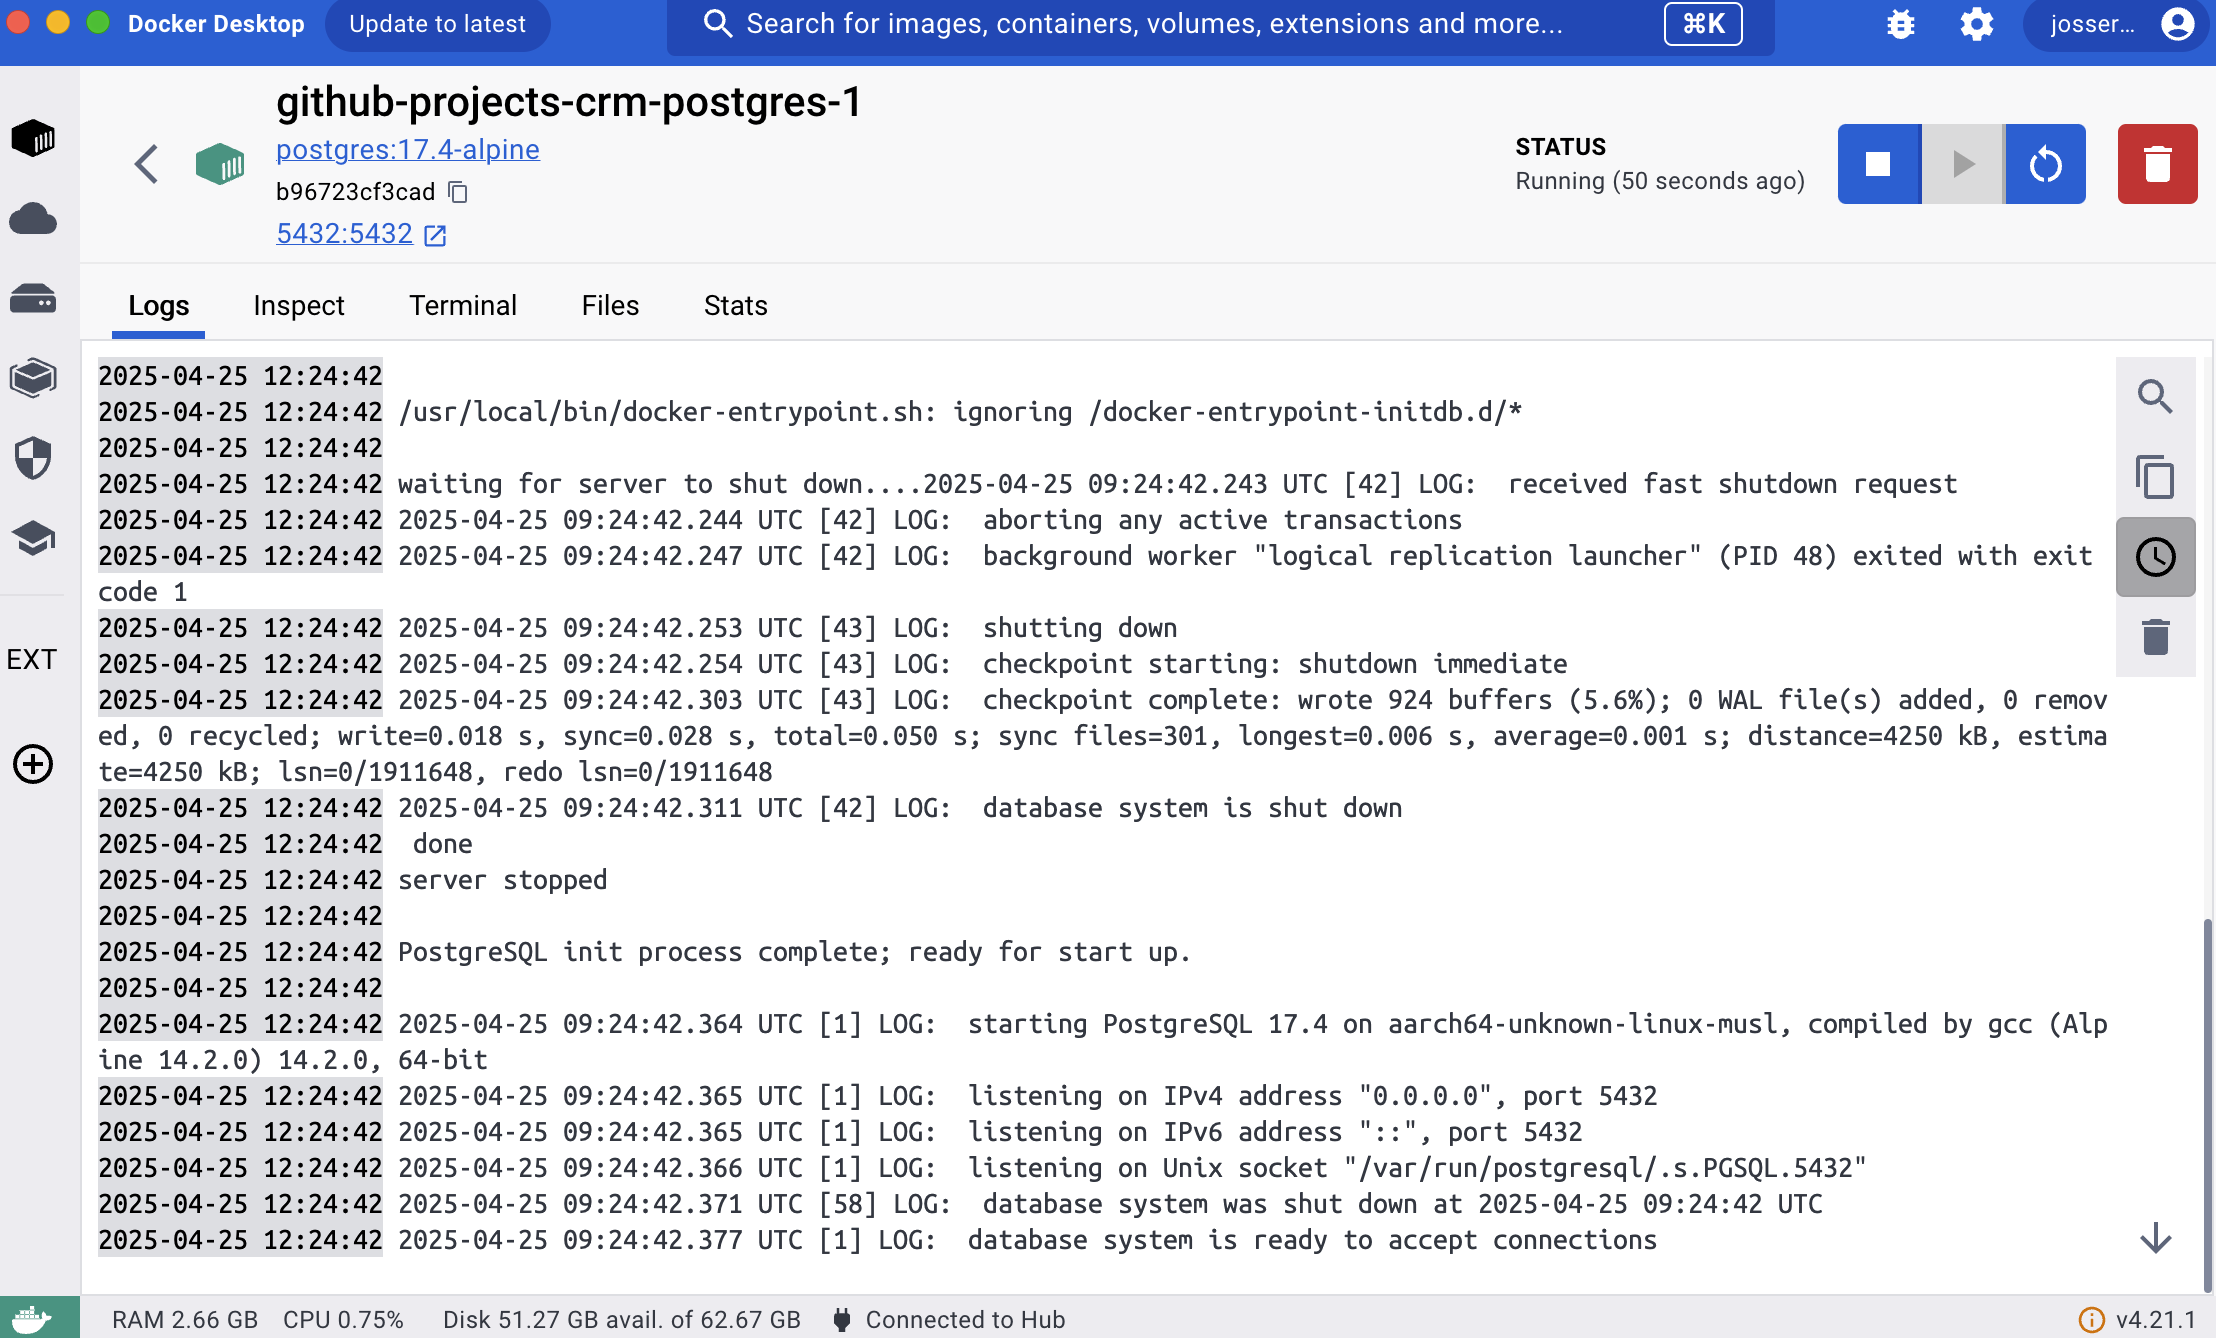 Docker Desktop
Update to latest
Search for images, containers, volumes, extensions and more...
⌘K
josser...
github-projects-crm-postgres-1
postgres:17.4-alpine
b96723cf3cad
5432:5432
STATUS
Running (50 seconds ago)
Logs Inspect Terminal Files Stats
EXT
2025-04-25 12:24:42
2025-04-25 12:24:42 /usr/local/bin/docker-entrypoint.sh: ignoring /docker-entrypoint-initdb.d/*
2025-04-25 12:24:42
2025-04-25 12:24:42 waiting for server to shut down....2025-04-25 09:24:42.243 UTC [42] LOG:  received fast shutdown request
2025-04-25 12:24:42 2025-04-25 09:24:42.244 UTC [42] LOG:  aborting any active transactions
2025-04-25 12:24:42 2025-04-25 09:24:42.247 UTC [42] LOG:  background worker "logical replication launcher" (PID 48) exited with exit
code 1
2025-04-25 12:24:42 2025-04-25 09:24:42.253 UTC [43] LOG:  shutting down
2025-04-25 12:24:42 2025-04-25 09:24:42.254 UTC [43] LOG:  checkpoint starting: shutdown immediate
2025-04-25 12:24:42 2025-04-25 09:24:42.303 UTC [43] LOG:  checkpoint complete: wrote 924 buffers (5.6%); 0 WAL file(s) added, 0 remov
ed, 0 recycled; write=0.018 s, sync=0.028 s, total=0.050 s; sync files=301, longest=0.006 s, average=0.001 s; distance=4250 kB, estima
te=4250 kB; lsn=0/1911648, redo lsn=0/1911648
2025-04-25 12:24:42 2025-04-25 09:24:42.311 UTC [42] LOG:  database system is shut down
2025-04-25 12:24:42  done
2025-04-25 12:24:42 server stopped
2025-04-25 12:24:42
2025-04-25 12:24:42 PostgreSQL init process complete; ready for start up.
2025-04-25 12:24:42
2025-04-25 12:24:42 2025-04-25 09:24:42.364 UTC [1] LOG:  starting PostgreSQL 17.4 on aarch64-unknown-linux-musl, compiled by gcc (Alp
ine 14.2.0) 14.2.0, 64-bit
2025-04-25 12:24:42 2025-04-25 09:24:42.365 UTC [1] LOG:  listening on IPv4 address "0.0.0.0", port 5432
2025-04-25 12:24:42 2025-04-25 09:24:42.365 UTC [1] LOG:  listening on IPv6 address "::", port 5432
2025-04-25 12:24:42 2025-04-25 09:24:42.366 UTC [1] LOG:  listening on Unix socket "/var/run/postgresql/.s.PGSQL.5432"
2025-04-25 12:24:42 2025-04-25 09:24:42.371 UTC [58] LOG:  database system was shut down at 2025-04-25 09:24:42 UTC
2025-04-25 12:24:42 2025-04-25 09:24:42.377 UTC [1] LOG:  database system is ready to accept connections
RAM 2.66 GB CPU 0.75% Disk 51.27 GB avail. of 62.67 GB Connected to Hub v4.21.1